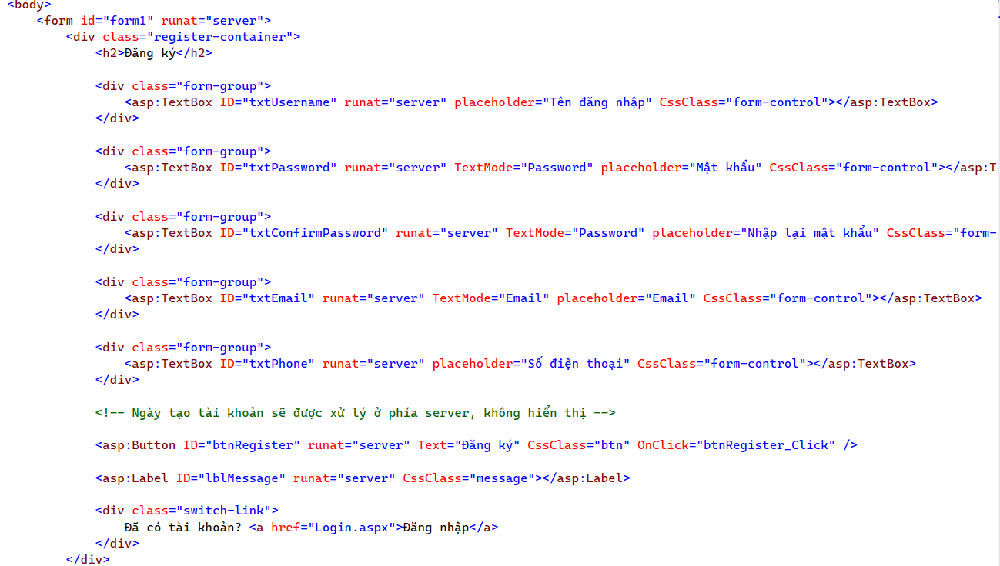 <body>
<form id="form1" runat="server">
<div class="register-container">
<h2>Đăng ký</h2>
<div class="form-group">
<asp:TextBox ID="txtUsername" runat="server" placeholder="Tên đăng nhập" CssClass="form-control"></asp:TextBox>
</div>
<div class="form-group">
<asp:TextBox ID="txtPassword" runat="server" TextMode="Password" placeholder="Mật khẩu" CssClass="form-control"></asp:T
</div>
<div class="form-group">
<asp:TextBox ID="txtConfirmPassword" runat="server" TextMode="Password" placeholder="Nhập lại mật khẩu" CssClass="form-
</div>
<div class="form-group">
<asp:TextBox ID="txtEmail" runat="server" TextMode="Email" placeholder="Email" CssClass="form-control"></asp:TextBox>
</div>
<div class="form-group">
<asp:TextBox ID="txtPhone" runat="server" placeholder="Số điện thoại" CssClass="form-control"></asp:TextBox>
</div>
<!-- Ngày tạo tài khoản sẽ được xử lý ở phía server, không hiển thị -->
<asp:Button ID="btnRegister" runat="server" Text="Đăng ký" CssClass="btn" OnClick="btnRegister_Click" />
<asp:Label ID="lblMessage" runat="server" CssClass="message"></asp:Label>
<div class="switch-link">
Đã có tài khoản? <a href="Login.aspx">Đăng nhập</a>
</div>
</div>